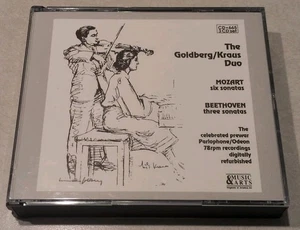 CD-665
3 CD set
The
Goldberg/Kraus
Duo
MOZART
six sonatas
BEETHOVEN
three sonatas
The
celebrated prewar
Parlophone/Odeon
78rpm recordings
digitally
refurbished
MUSIC
&ARTS